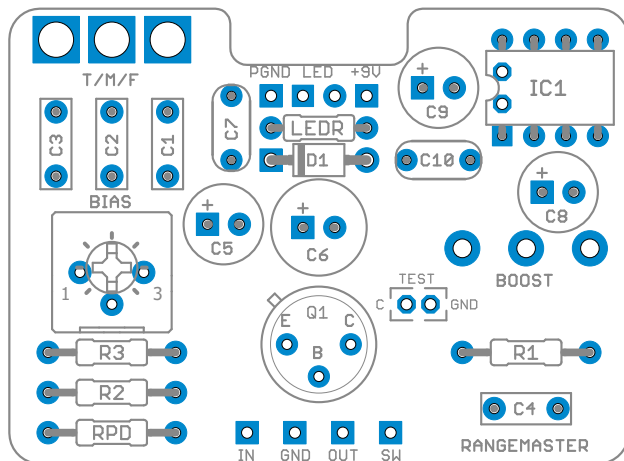 T/M/F
PGND LED +9V
+
C9
IC1
C3
C2
C1
C7
LEDR
D1
C10
BIAS
+
C5
+
C6
+
C8
BOOST
1
3
TEST
C
GND
Q1
E
C
B
R3
R1
R2
C4
RPD
RANGEMASTER
IN GND OUT SW